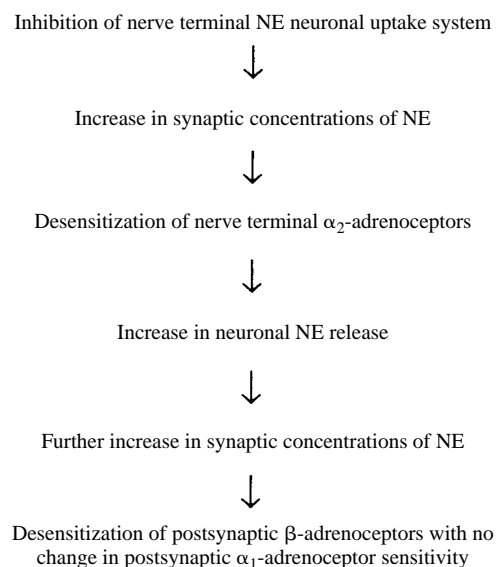 Inhibition of nerve terminal NE neuronal uptake system
Increase in synaptic concentrations of NE
Desensitization of nerve terminal α₂-adrenoceptors
Increase in neuronal NE release
Further increase in synaptic concentrations of NE
Desensitization of postsynaptic β-adrenoceptors with no
change in postsynaptic α₁-adrenoceptor sensitivity